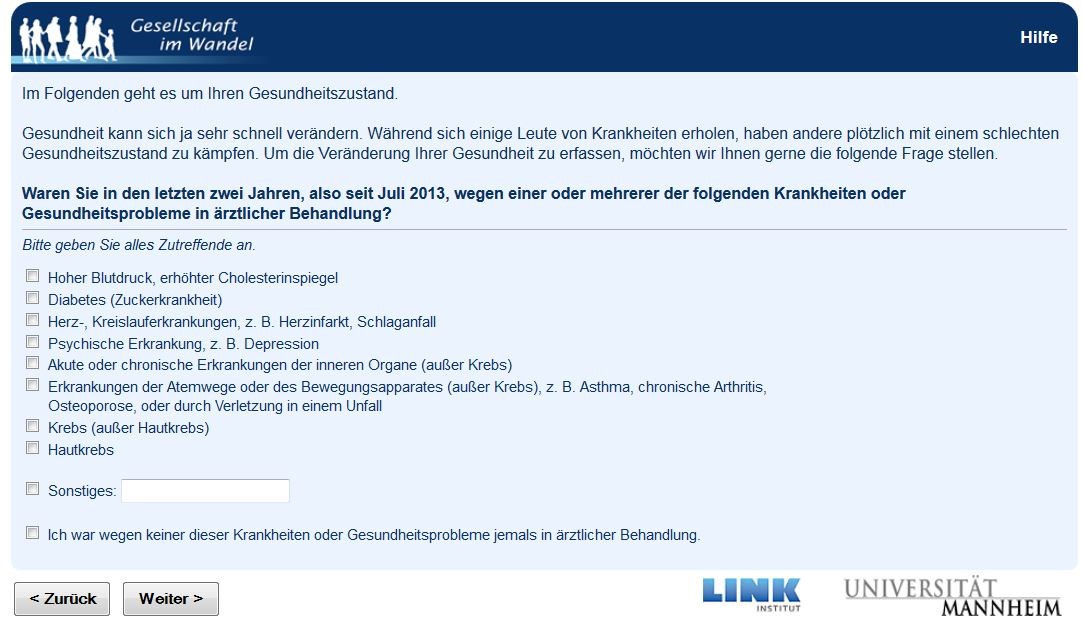 Gesellschaft
im Wandel
Hilfe
Im Folgenden geht es um Ihren Gesundheitszustand.
Gesundheit kann sich ja sehr schnell verändern. Während sich einige Leute von Krankheiten erholen, haben andere plötzlich mit einem schlechten
Gesundheitszustand zu kämpfen. Um die Veränderung Ihrer Gesundheit zu erfassen, möchten wir Ihnen gerne die folgende Frage stellen.
Waren Sie in den letzten zwei Jahren, also seit Juli 2013, wegen einer oder mehrerer der folgenden Krankheiten oder
Gesundheitsprobleme in ärztlicher Behandlung?
Bitte geben Sie alles Zutreffende an.
Hoher Blutdruck, erhöhter Cholesterinspiegel
Diabetes (Zuckerkrankheit)
Herz-, Kreislauferkrankungen, z. B. Herzinfarkt, Schlaganfall
Psychische Erkrankung, z. B. Depression
Akute oder chronische Erkrankungen der inneren Organe (außer Krebs)
Erkrankungen der Atemwege oder des Bewegungsapparates (außer Krebs), z. B. Asthma, chronische Arthritis,
Osteoporose, oder durch Verletzung in einem Unfall
Krebs (außer Hautkrebs)
Hautkrebs
Sonstiges:
Ich war wegen keiner dieser Krankheiten oder Gesundheitsprobleme jemals in ärztlicher Behandlung.
< Zurück
Weiter >
LINK
INSTITUT
UNIVERSITÄT
MANNHEIM